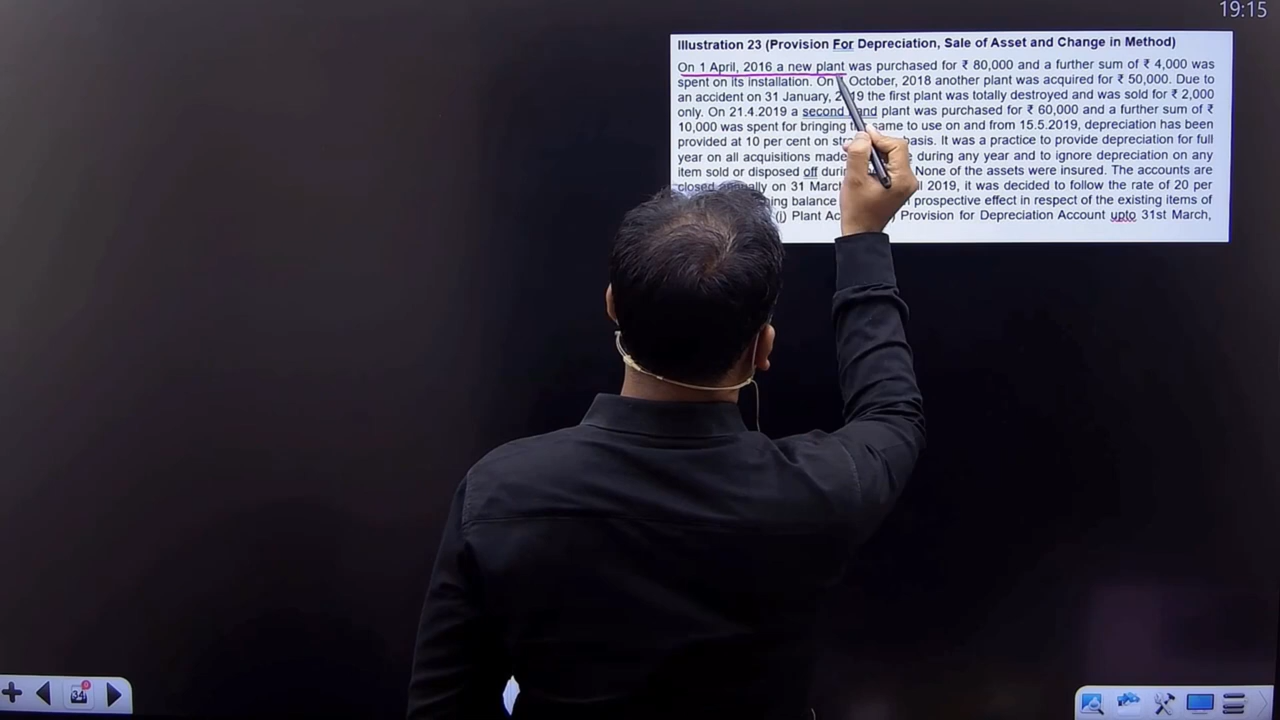 19:15
Illustration 23 (Provision For Depreciation, Sale of Asset and Change in Method)
On 1 April, 2016 a new plant was purchased for ₹ 80,000 and a further sum of ₹ 4,000 was
spent on its installation. On October, 2018 another plant was acquired for ₹ 50,000. Due to
an accident on 31 January, the first plant was totally destroyed and was sold for ₹ 2,000
only. On 21.4.2019 a second plant was purchased for ₹ 60,000 and a further sum of ₹
10,000 was spent for bringing same to use on and from 15.5.2019, depreciation has been
provided at 10 per cent on basis. It was a practice to provide depreciation for full
year on all acquisitions made during any year and to ignore depreciation on any
item sold or disposed off None of the assets were insured. The accounts are
closed annually on 31 March 2019, it was decided to follow the rate of 20 per
balance prospective effect in respect of the existing items of
(i) Plant Provision for Depreciation Account upto 31st March,
34